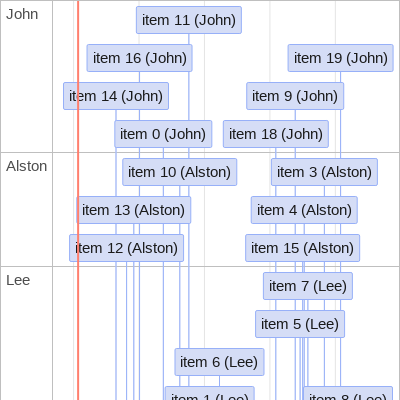 John
item 11 (John)
item 16 (John)
item 19 (John)
item 14 (John)
item 9 (John)
item 0 (John)
item 18 (John)
Alston
item 10 (Alston)
item 3 (Alston)
item 13 (Alston)
item 4 (Alston)
item 12 (Alston)
item 15 (Alston)
Lee
item 7 (Lee)
item 5 (Lee)
item 6 (Lee)
item 1 (Lee)
item 8 (Lee)